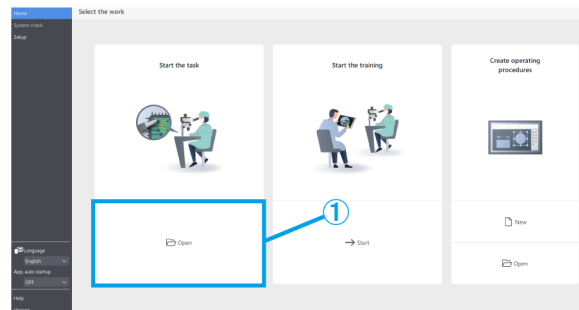 Home
Select the work
System check
Setup
Start the task
Start the training
Create operating
procedures
①
Open
Start
New
Open
Language
English
App. auto startup
OFF
Help